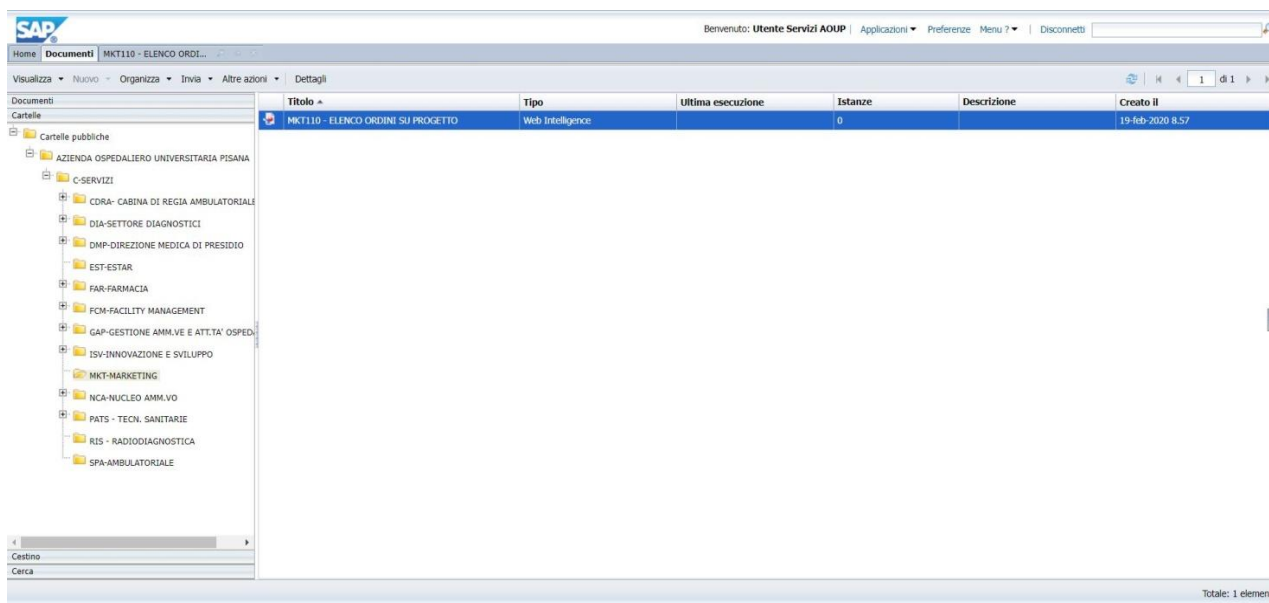 SAP
Benvenuto: Utente Servizi AOUP | Applicazioni Preferenze Menu ? | Disconnetti
Home Documenti MKT110 - ELENCO ORDI...
Visualizza Nuovo Organizza Invia Altre azioni Dettagli
1 di 1
Documenti
Cartelle
Titolo Tipo Ultima esecuzione Istanze Descrizione Creato il
MKT110 - ELENCO ORDINI SU PROGETTO Web Intelligence 0 19-feb-2020 8.57
Cartelle pubbliche
AZIENDA OSPEDALIERO UNIVERSITARIA PISANA
C-SERVIZI
CDRA- CABINA DI REGIA AMBULATORIALE
DIA-SETTORE DIAGNOSTICI
DMP-DIREZIONE MEDICA DI PRESIDIO
EST-ESTAR
FAR-FARMACIA
FCM-FACILITY MANAGEMENT
GAP-GESTIONE AMM.VE E ATT.TA' OSPED
ISV-INNOVAZIONE E SVILUPPO
MKT-MARKETING
NCA-NUCLEO AMM.VO
PATS - TECN. SANITARIE
RIS - RADIODIAGNOSTICA
SPA-AMBULATORIALE
Cestino
Cerca
Totale: 1 elemen